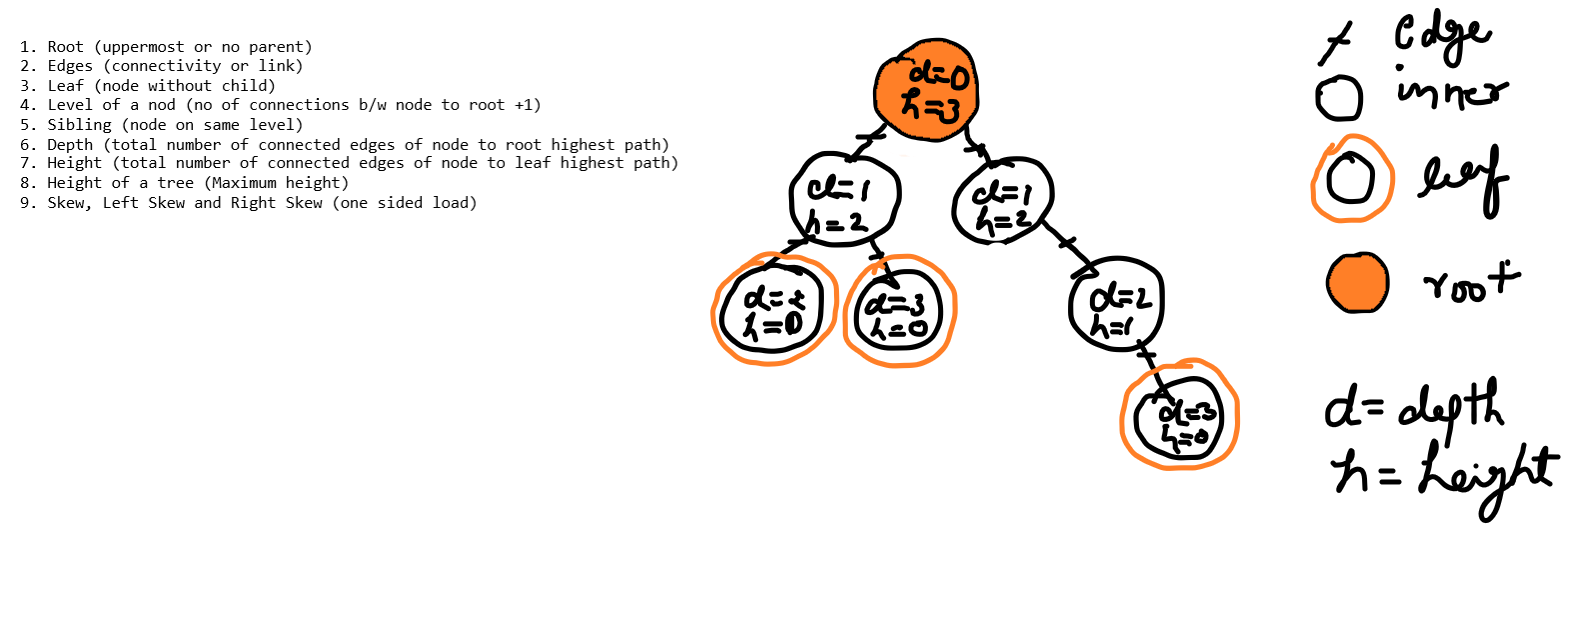 1. Root (uppermost or no parent)
2. Edges (connectivity or link)
3. Leaf (node without child)
4. Level of a nod (no of connections b/w node to root +1)
5. Sibling (node on same level)
6. Depth (total number of connected edges of node to root highest path)
7. Height (total number of connected edges of node to leaf highest path)
8. Height of a tree (Maximum height)
9. Skew, Left Skew and Right Skew (one sided load)
d=0
h=3
d=1
h=2
d=1
h=2
d=
h=0
d=3
h=0
d=2
h=1
d=3
h=0
Edge
inner
leaf
root
d= depth
h= height